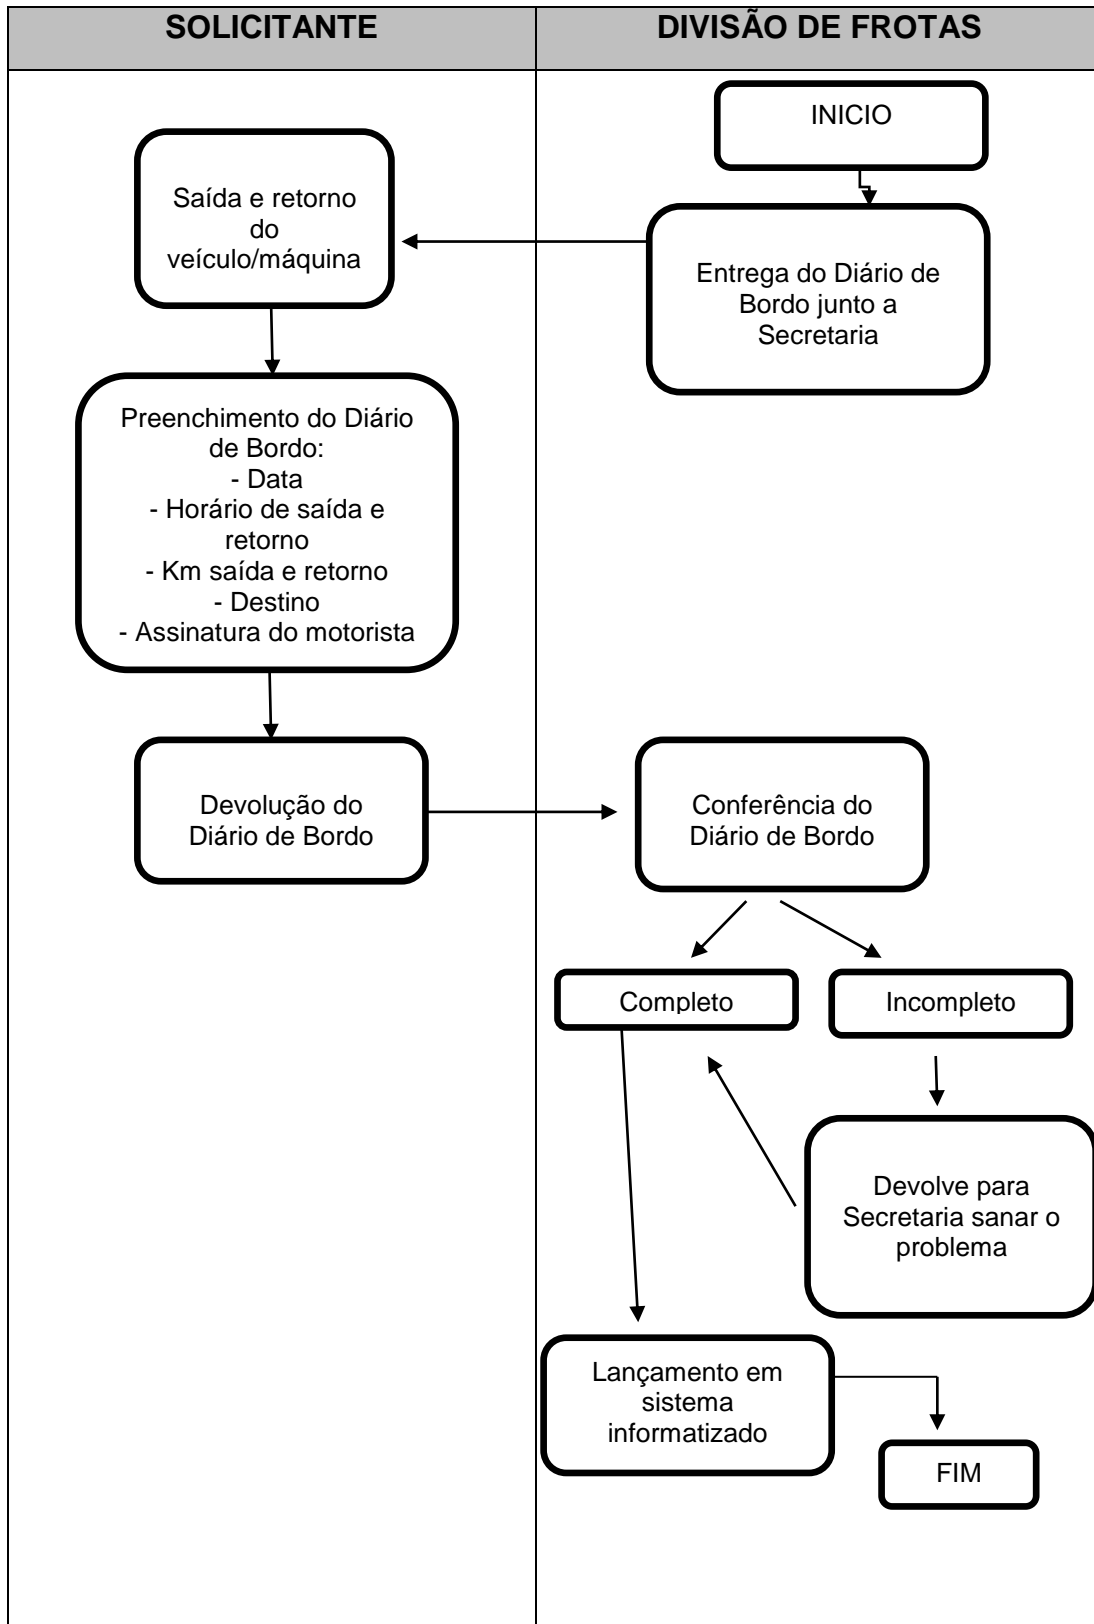 SOLICITANTE
DIVISÃO DE FROTAS
INICIO
Entrega do Diário de
Bordo junto a
Secretaria
Saída e retorno
do
veículo/máquina
Preenchimento do Diário
de Bordo:
- Data
- Horário de saída e
retorno
- Km saída e retorno
- Destino
- Assinatura do motorista
Devolução do
Diário de Bordo
Conferência do
Diário de Bordo
Completo
Incompleto
Devolve para
Secretaria sanar o
problema
Lançamento em
sistema
informatizado
FIM